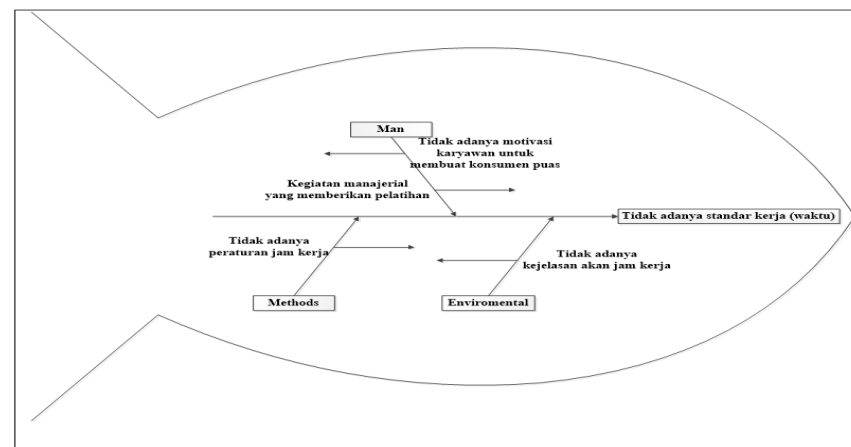 Man
Tidak adanya motivasi
karyawan untuk
membuat konsumen puas
Kegiatan manajerial
yang memberikan pelatihan
Tidak adanya standar kerja (waktu)
Tidak adanya
peraturan jam kerja
Tidak adanya
kejelasan akan jam kerja
Methods
Enviromental